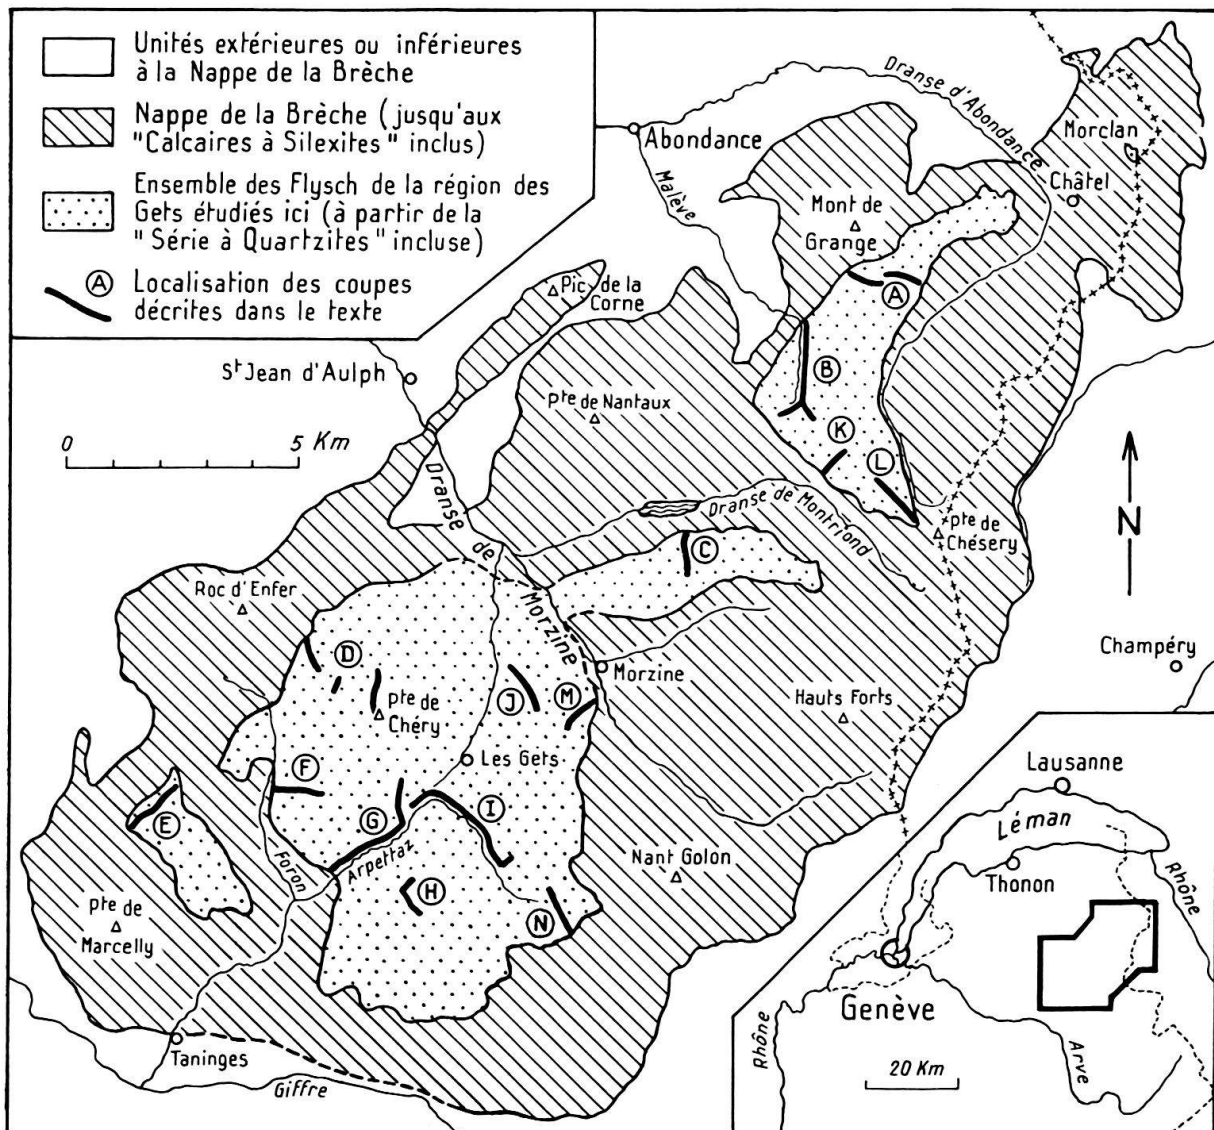 Unités extérieures ou inférieures
à la Nappe de la Brèche
Nappe de la Brèche (jusqu'aux
"Calcaires à Silexites" inclus)
Ensemble des Flysch de la région des
Gets étudiés ici (à partir de la
"Série à Quartzites" incluse)
A Localisation des coupes
décrites dans le texte
Dranse d'Abondance
Abondance
Malève
Morclan
Châtel
Mont de
Grange
Pic de la
Corne
St Jean d'Aulph
pte de Nantaux
0 5 Km
A
B
K
L
Dranse de Montriond
pte de
Chésery
N
Dranse de Morzine
C
Roc d'Enfer
D
pte de
Chéry
J
M
Morzine
Hauts Forts
Champéry
F
Les Gets
E
G
I
Arpettaz
Foron
H
N
Nant Golon
pte de
Marcelly
Taninges
Giffre
Lausanne
Léman
Thonon
Rhône
Genève
Rhône
Arve
20 Km